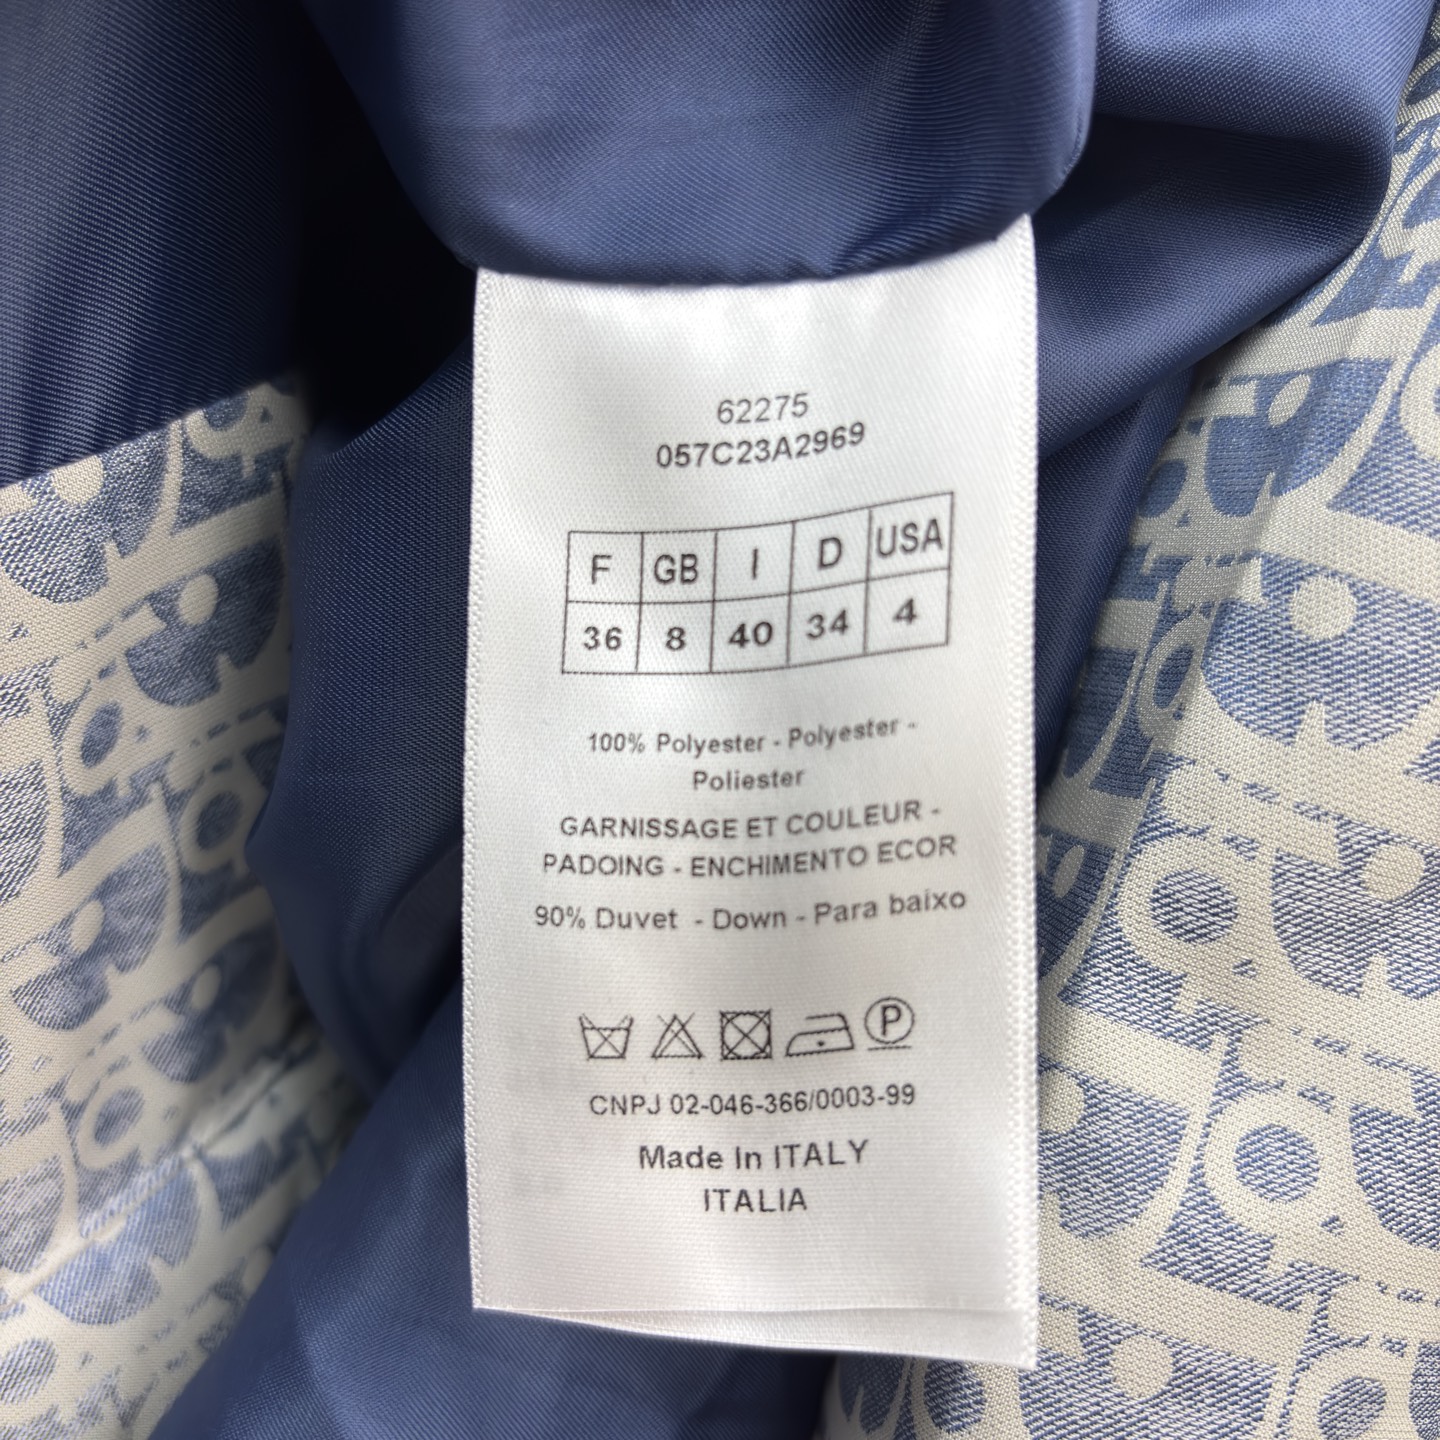 62275
057C23A2969
F GB I D USA
36 8 40 34 4
100% Polyester - Polyester -
Poliester
GARNISSAGE ET COULEUR -
PADOING - ENCHIMENTO ECOR
90% Duvet - Down - Para baixo
P
CNPJ 02-046-366/0003-99
Made In ITALY
ITALIA